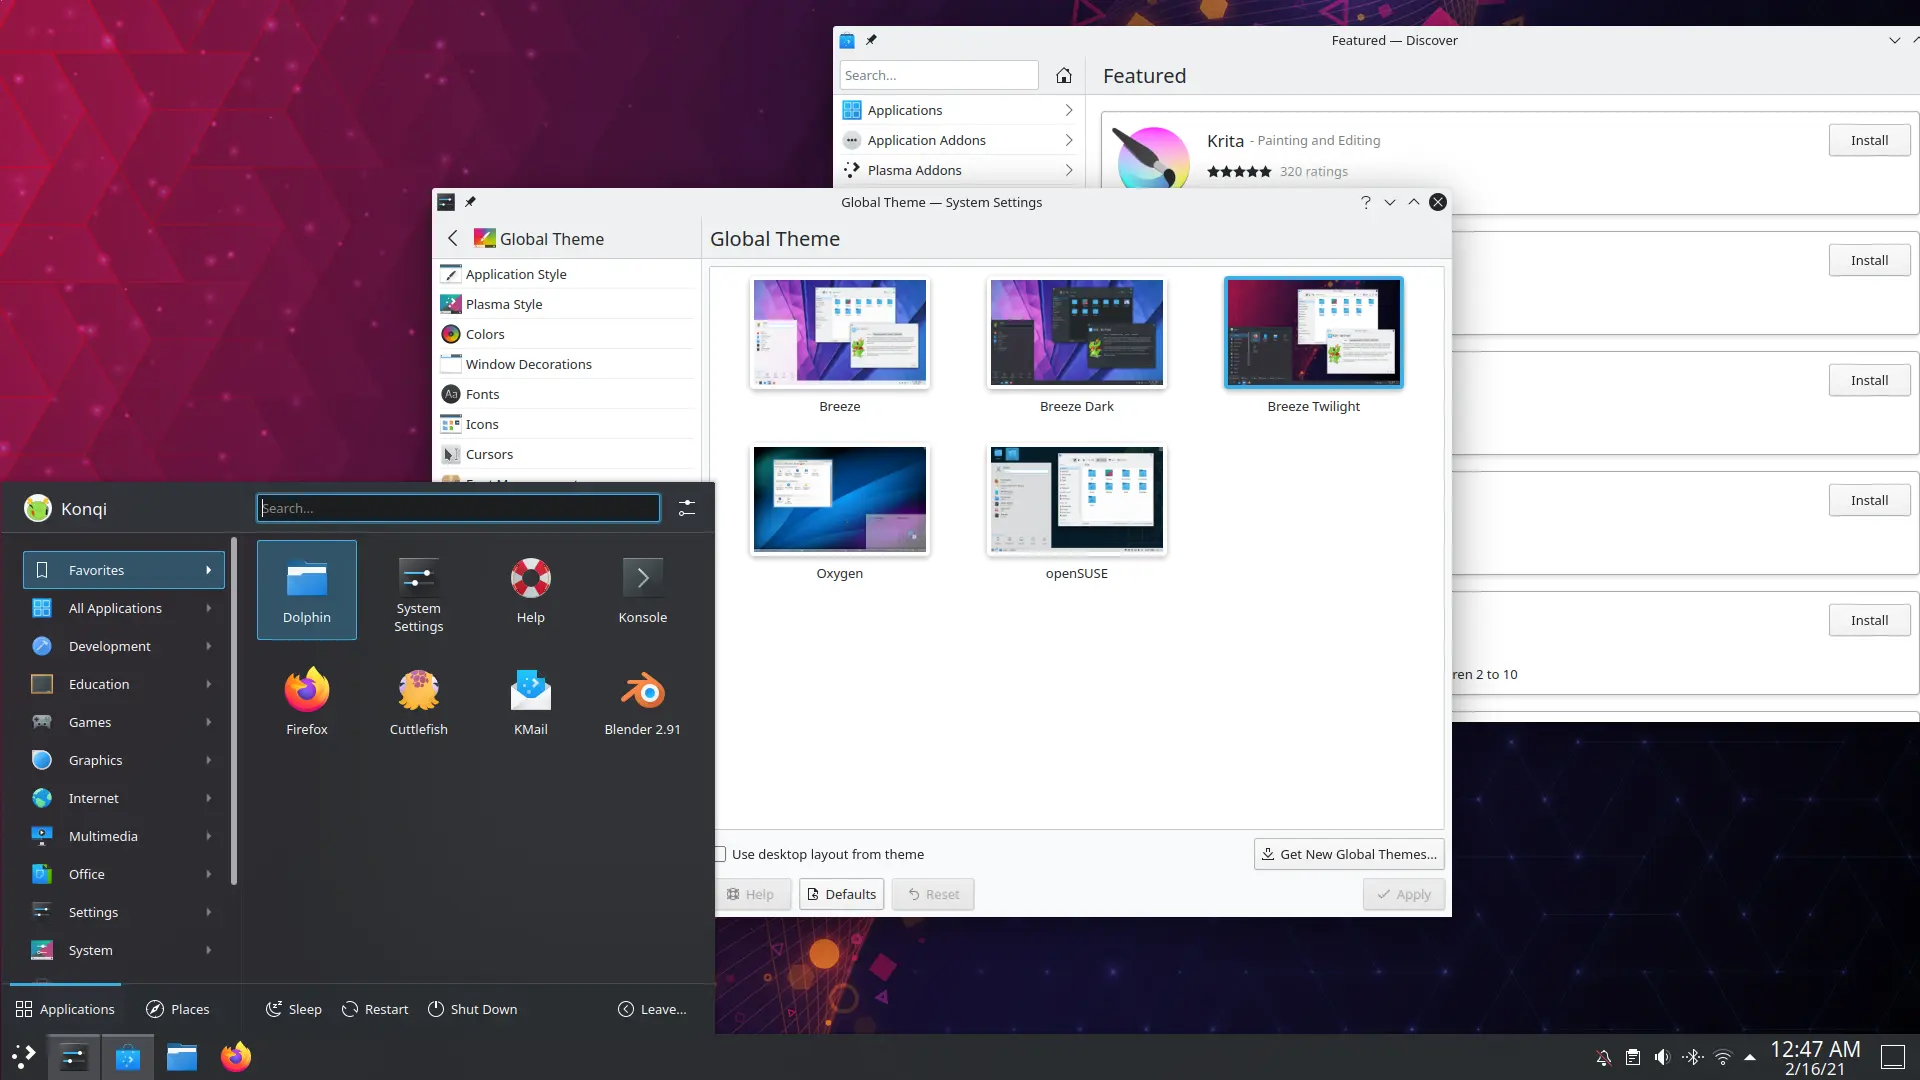 Featured — Discover
Search...
Featured
Applications
Application Addons
Plasma Addons
Krita - Painting and Editing
320 ratings
Install
Install
Install
Install
Install
ren 2 to 10
Global Theme — System Settings
Global Theme
Global Theme
Application Style
Plasma Style
Colors
Window Decorations
Aa Fonts
Icons
Cursors
Breeze
Breeze Dark
Breeze Twilight
Oxygen
openSUSE
Use desktop layout from theme
Get New Global Themes...
Help
Defaults
Reset
Apply
Konqi
Search...
Favorites
All Applications
Development
Education
Games
Graphics
Internet
Multimedia
Office
Settings
System
Dolphin
System
Settings
Help
Konsole
Firefox
Cuttlefish
KMail
Blender 2.91
Applications
Places
Sleep
Restart
Shut Down
Leave...
12:47 AM
2/16/21